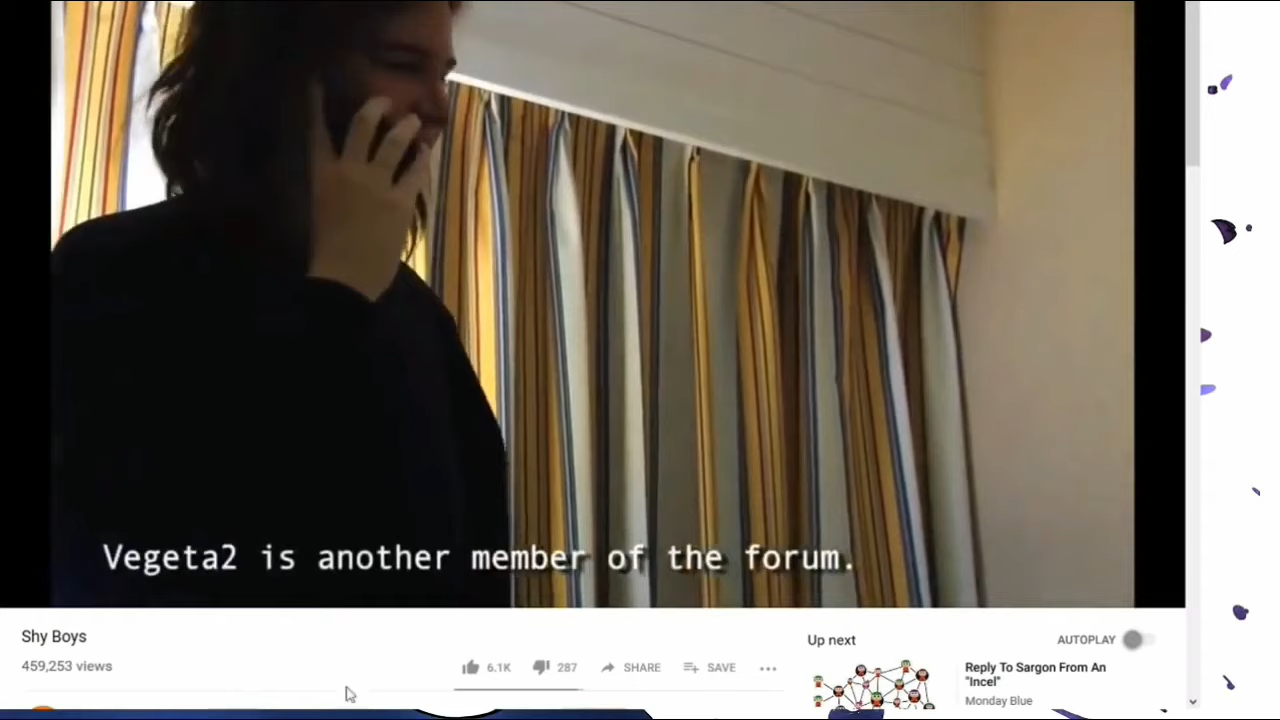 Vegeta2 is another member of the forum.
Shy Boys
459,253 views
6.1K
287
SHARE
SAVE
Up next
AUTOPLAY
Reply To Sargon From An
"Incel"
Monday Blue